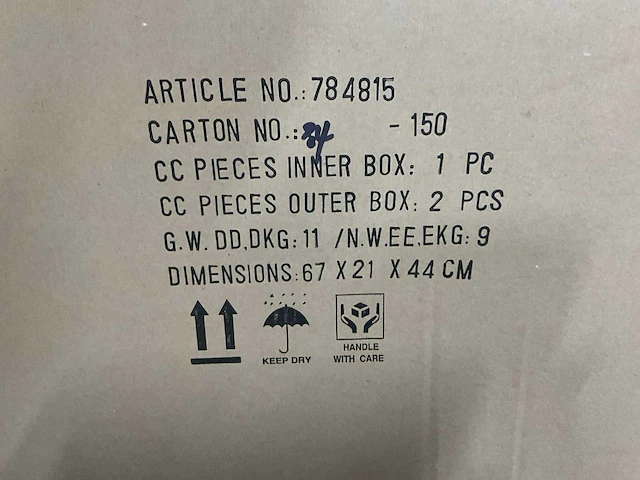 ARTICLE NO.: 784815
CARTON NO.: - 150
CC PIECES INNER BOX: 1 PC
CC PIECES OUTER BOX: 2 PCS
G.W. DD,DKG: 11 / N.W.EE,EKG: 9
DIMENSIONS: 67 X 21 X 44 CM
KEEP DRY
HANDLE
WITH CARE